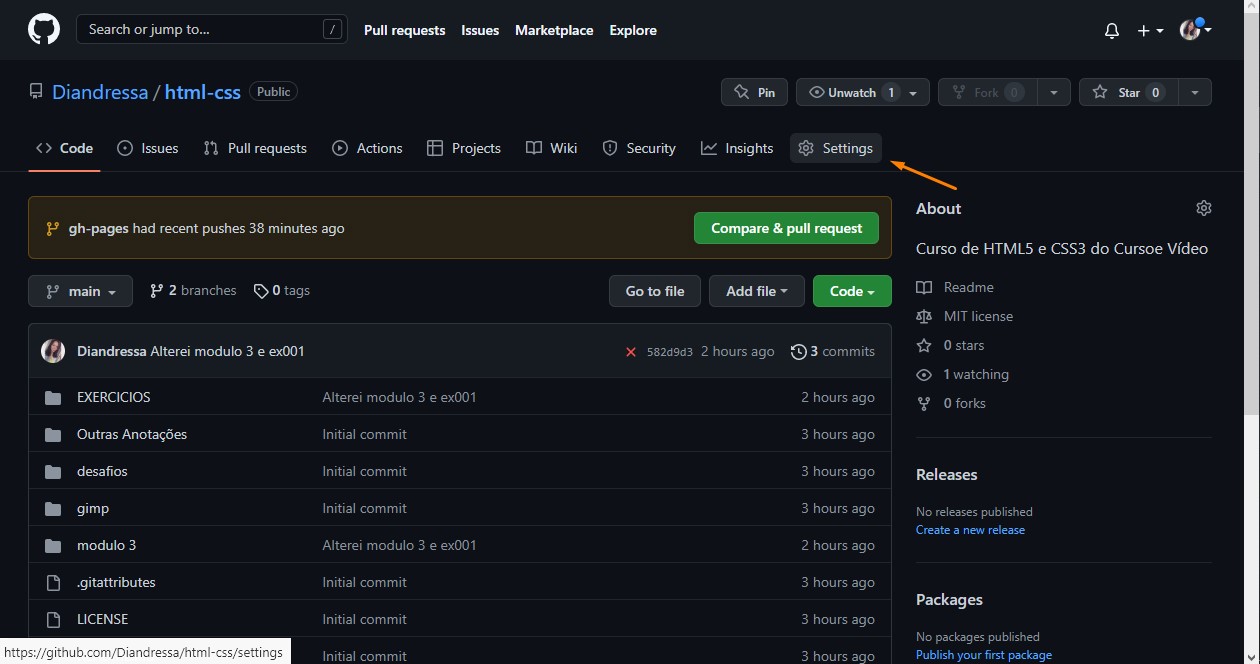 Search or jump to... /
Pull requests Issues Marketplace Explore
Diandressa / html-css Public
Pin Unwatch 1 Fork 0 Star 0
Code Issues Pull requests Actions Projects Wiki Security Insights Settings
gh-pages had recent pushes 38 minutes ago Compare & pull request
main 2 branches 0 tags Go to file Add file Code
Diandressa Alterei modulo 3 e ex001 582d9d3 2 hours ago 3 commits
EXERCICIOS Alterei modulo 3 e ex001 2 hours ago
Outras Anotações Initial commit 3 hours ago
desafios Initial commit 3 hours ago
gimp Initial commit 3 hours ago
modulo 3 Alterei modulo 3 e ex001 2 hours ago
.gitattributes Initial commit 3 hours ago
LICENSE Initial commit 3 hours ago
Initial commit 3 hours ago
About
Curso de HTML5 e CSS3 do Cursoe Vídeo
Readme
MIT license
0 stars
1 watching
0 forks
Releases
No releases published
Create a new release
Packages
No packages published
Publish your first package
https://github.com/Diandressa/html-css/settings